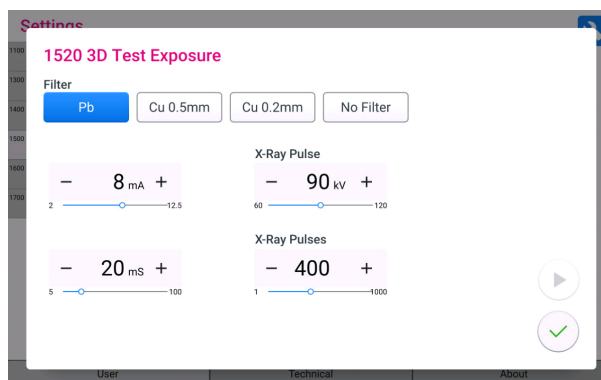 Settings
1520 3D Test Exposure
1100
1300
1400
1500
1600
1700
Filter
Pb
Cu 0.5mm
Cu 0.2mm
No Filter
X-Ray Pulse
− 8 mA +
− 90 kV +
2 12.5
60 120
X-Ray Pulses
− 20 mS +
− 400 +
5 100
1 1000
User
Technical
About